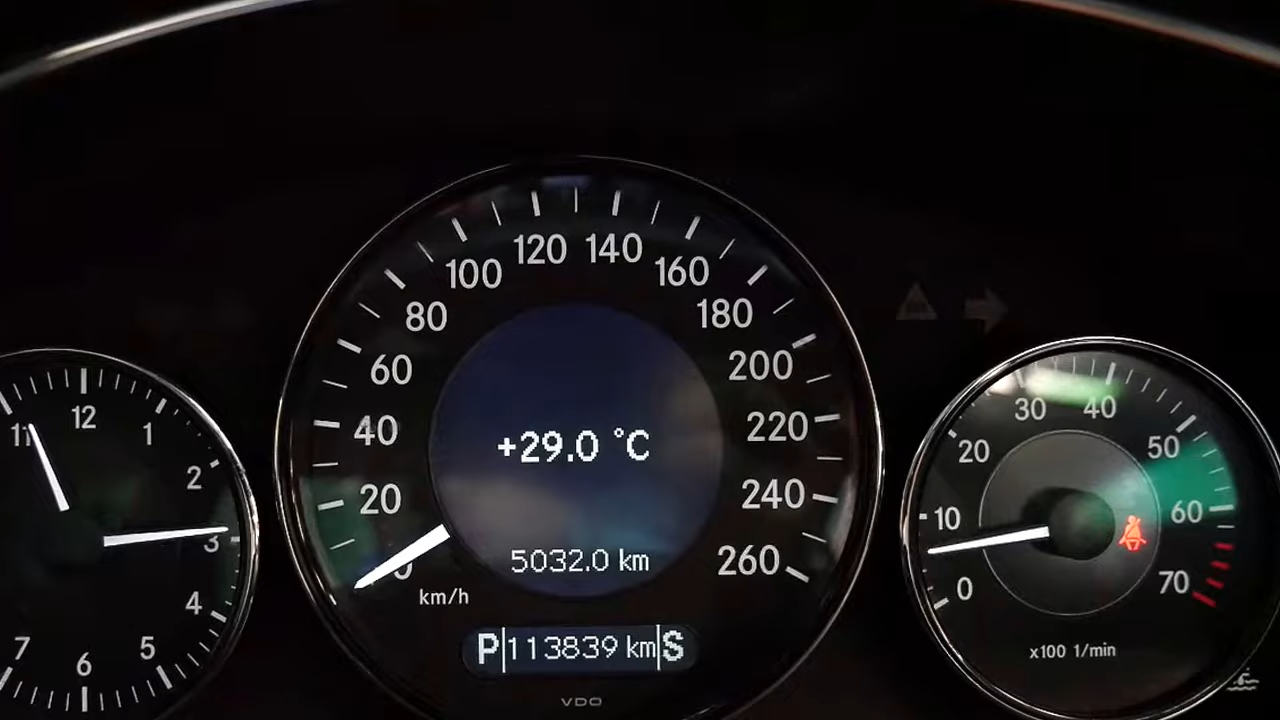 120 140
100 160
80 180
60 200
40 220
20 240
0 260
km/h
+29.0 °C
5032.0 km
P 113839 km S
VDO
11 12 1
2
3
4
5
6
7
30 40
20 50
10 60
0 70
x100 1/min